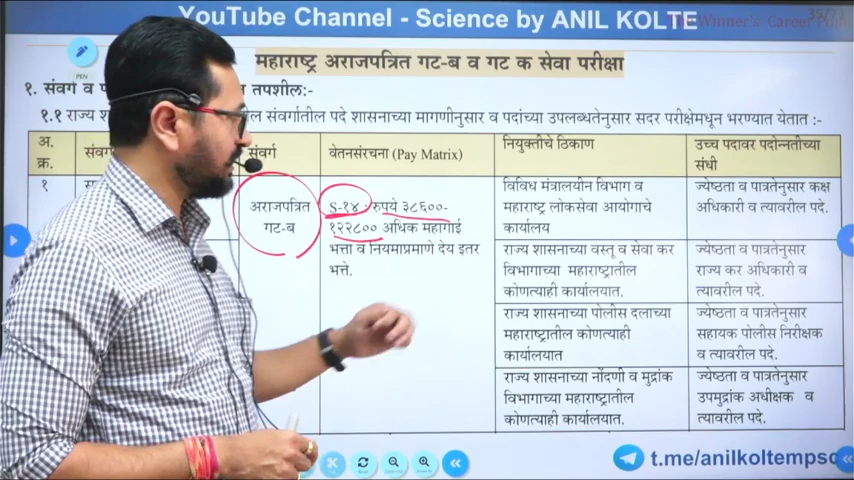 YouTube Channel - Science by ANIL KOLTE
The Winner's Career Point
PEN
महाराष्ट्र अराजपत्रित गट-ब व गट क सेवा परीक्षा
१. संवर्ग व प तपशील:-
१.१ राज्य श ल संवर्गातील पदे शासनाच्या मागणीनुसार व पदांच्या उपलब्धतेनुसार सदर परीक्षेमधून भरण्यात येतात :-
अ. क्र.
संवर्ग
वेतनसंरचना (Pay Matrix)
नियुक्तीचे ठिकाण
उच्च पदावर पदोन्नतीच्या संधी
१
अराजपत्रित
गट-ब
S-१४ : रुपये ३८६००-
१२२८०० अधिक महागाई
भत्ता व नियमाप्रमाणे देय इतर
भत्ते.
विविध मंत्रालयीन विभाग व
महाराष्ट्र लोकसेवा आयोगाचे
कार्यालय
ज्येष्ठता व पात्रतेनुसार कक्ष
अधिकारी व त्यावरील पदे.
राज्य शासनाच्या वस्तू व सेवा कर
विभागाच्या महाराष्ट्रातील
कोणत्याही कार्यालयात.
ज्येष्ठता व पात्रतेनुसार
राज्य कर अधिकारी व
त्यावरील पदे.
राज्य शासनाच्या पोलीस दलाच्या
महाराष्ट्रातील कोणत्याही
कार्यालयात
ज्येष्ठता व पात्रतेनुसार
सहायक पोलीस निरीक्षक
व त्यावरील पदे.
राज्य शासनाच्या नोंदणी व मुद्रांक
विभागाच्या महाराष्ट्रातील
कोणत्याही कार्यालयात.
ज्येष्ठता व पात्रतेनुसार
उपमुद्रांक अधीक्षक व
त्यावरील पदे.
t.me/anilkoltempsc